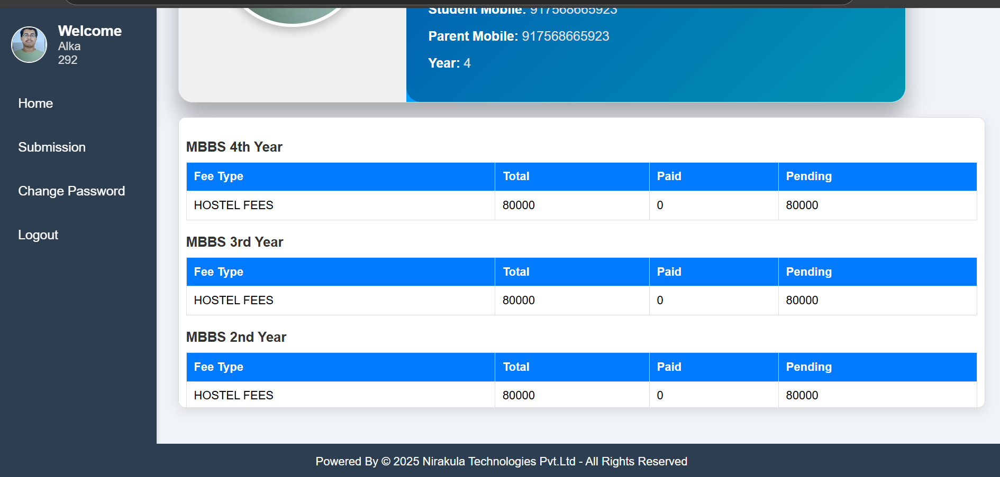 Welcome
Alka
292
Home
Submission
Change Password
Logout
Student Mobile: 917568665923
Parent Mobile: 917568665923
Year: 4
MBBS 4th Year
Fee Type Total Paid Pending
HOSTEL FEES 80000 0 80000
MBBS 3rd Year
Fee Type Total Paid Pending
HOSTEL FEES 80000 0 80000
MBBS 2nd Year
Fee Type Total Paid Pending
HOSTEL FEES 80000 0 80000
Powered By © 2025 Nirakula Technologies Pvt.Ltd - All Rights Reserved